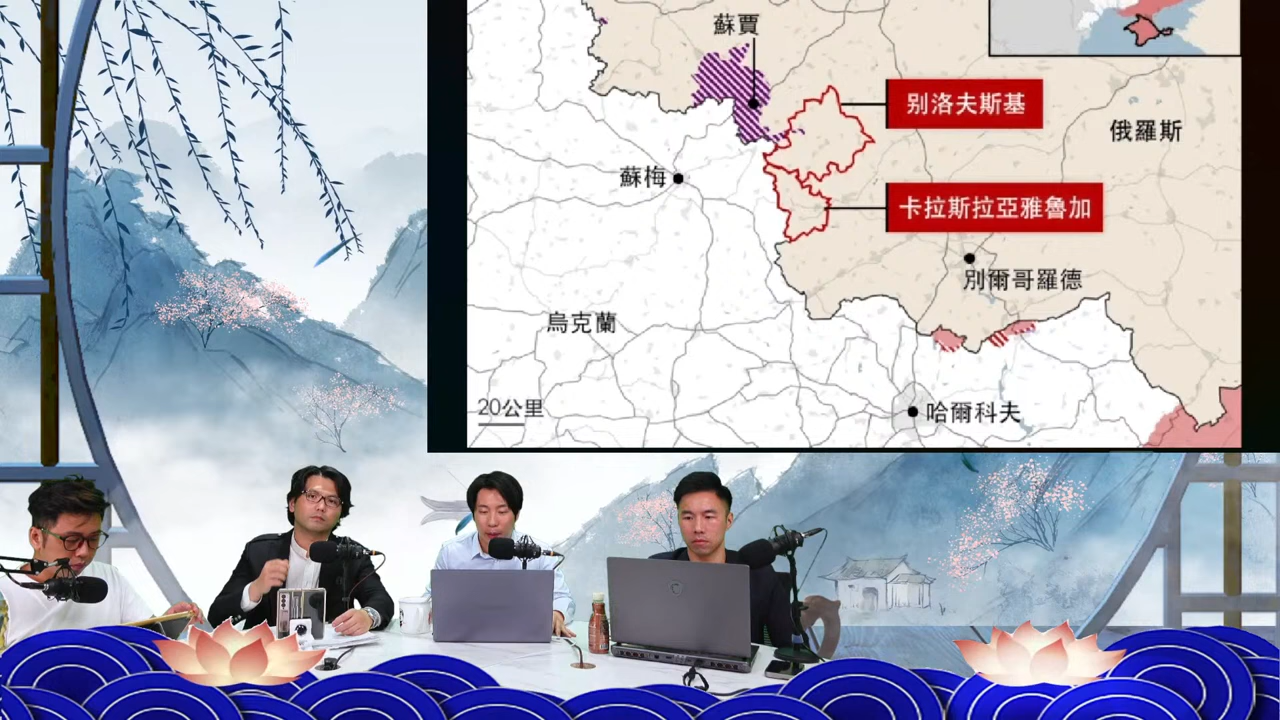 蘇賈
别洛夫斯基
俄羅斯
蘇梅
卡拉斯拉亞雅魯加
別爾哥羅德
烏克蘭
20公里
哈爾科夫